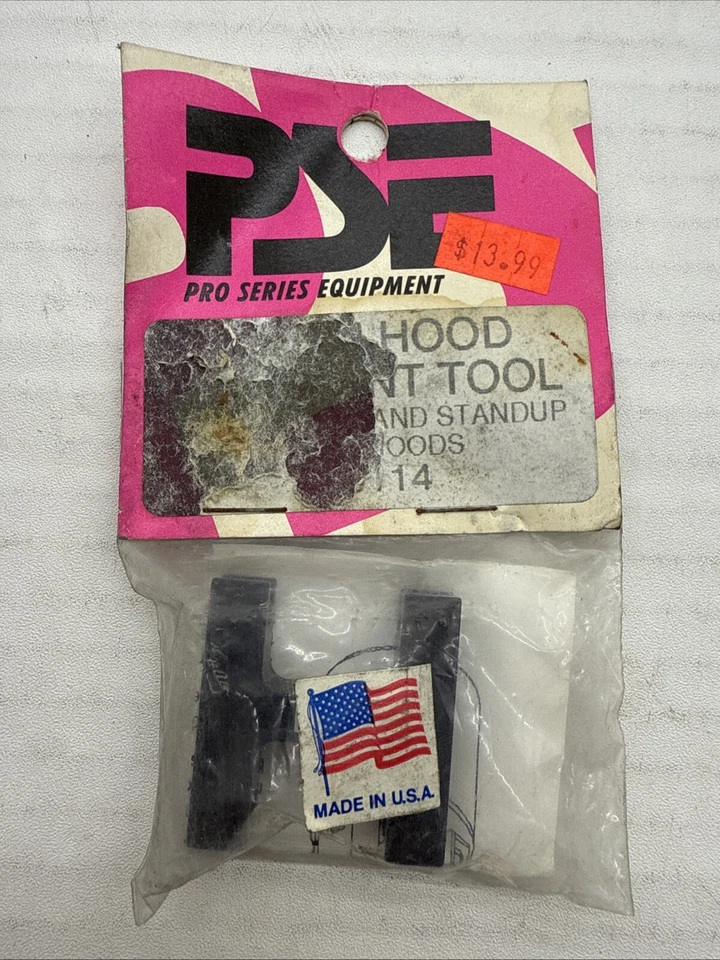 PSE
$13.99
PRO SERIES EQUIPMENT
HOOD
NT TOOL
AND STANDUP
OODS
14
MADE IN U.S.A.